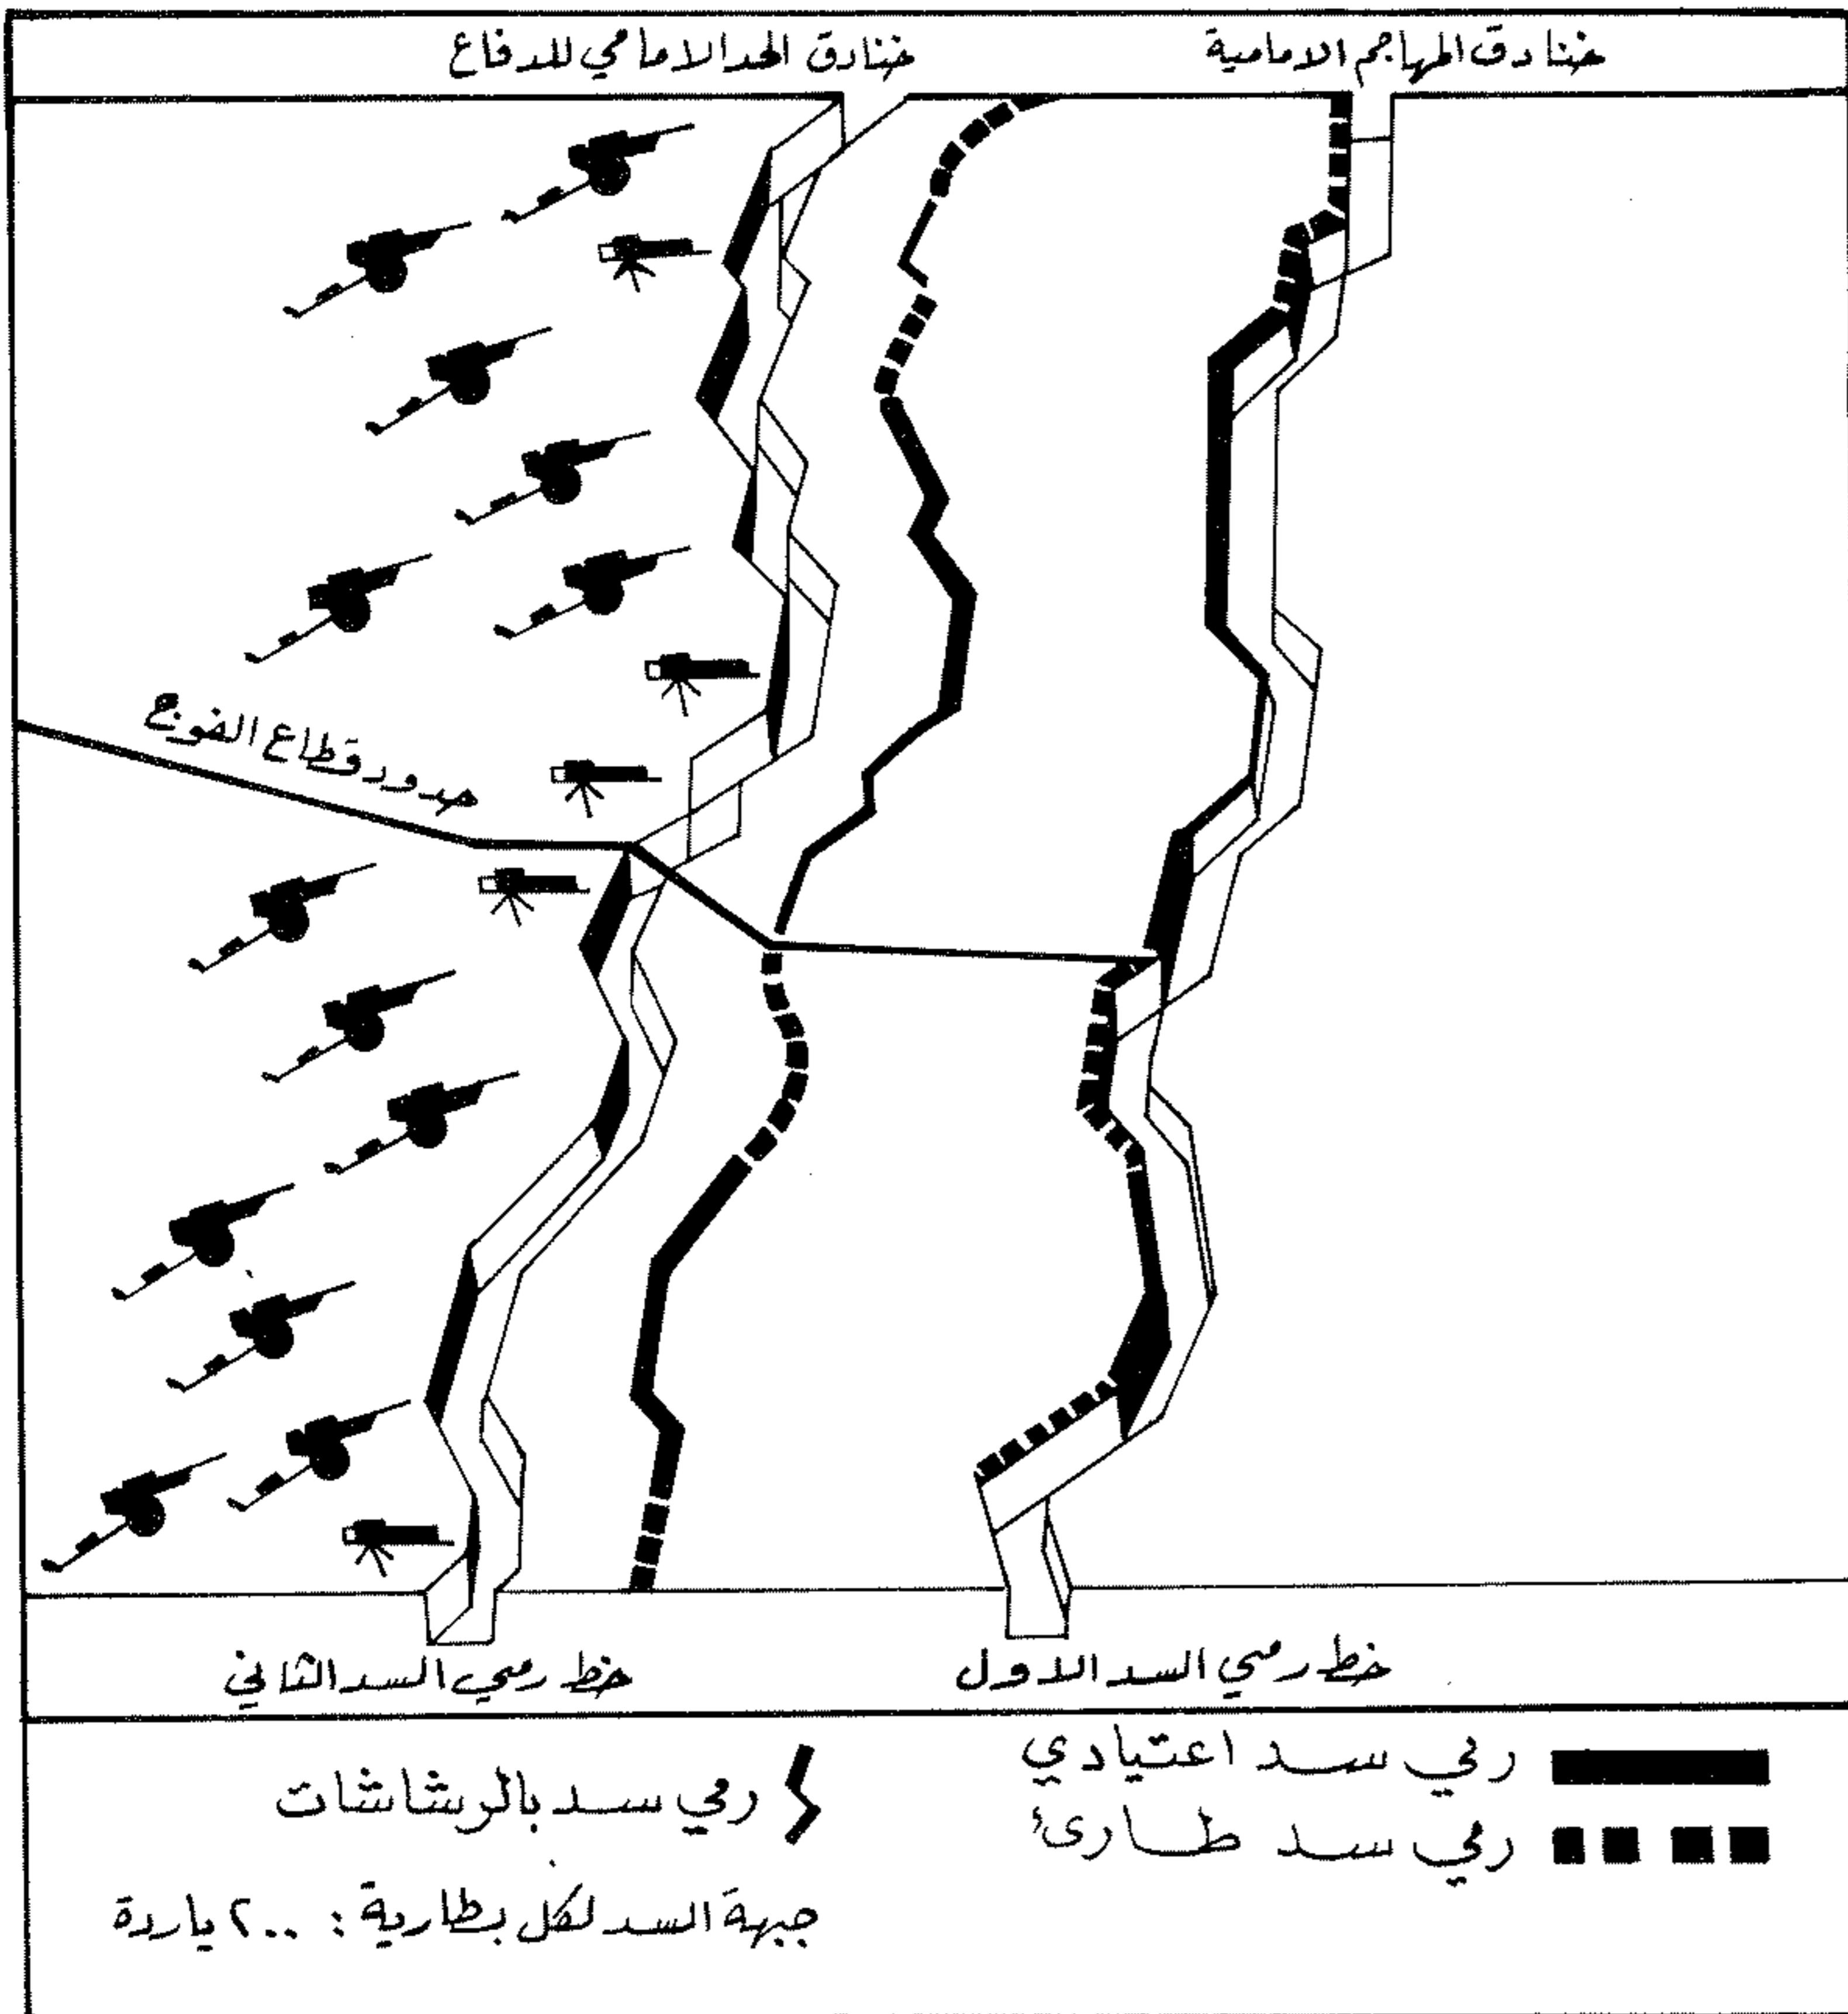 خنادق المهاجم الامامية
خنادق الحد الامامي للدفاع
حدود قطاع الفوج
خط رمي السد الاول
خط رمي السد الثاني
رمي سد اعتيادي
رمي سد طارئ
رمي سد بالرشاشات
جبهة السد لكل بطارية : ٢٠٠ ياردة